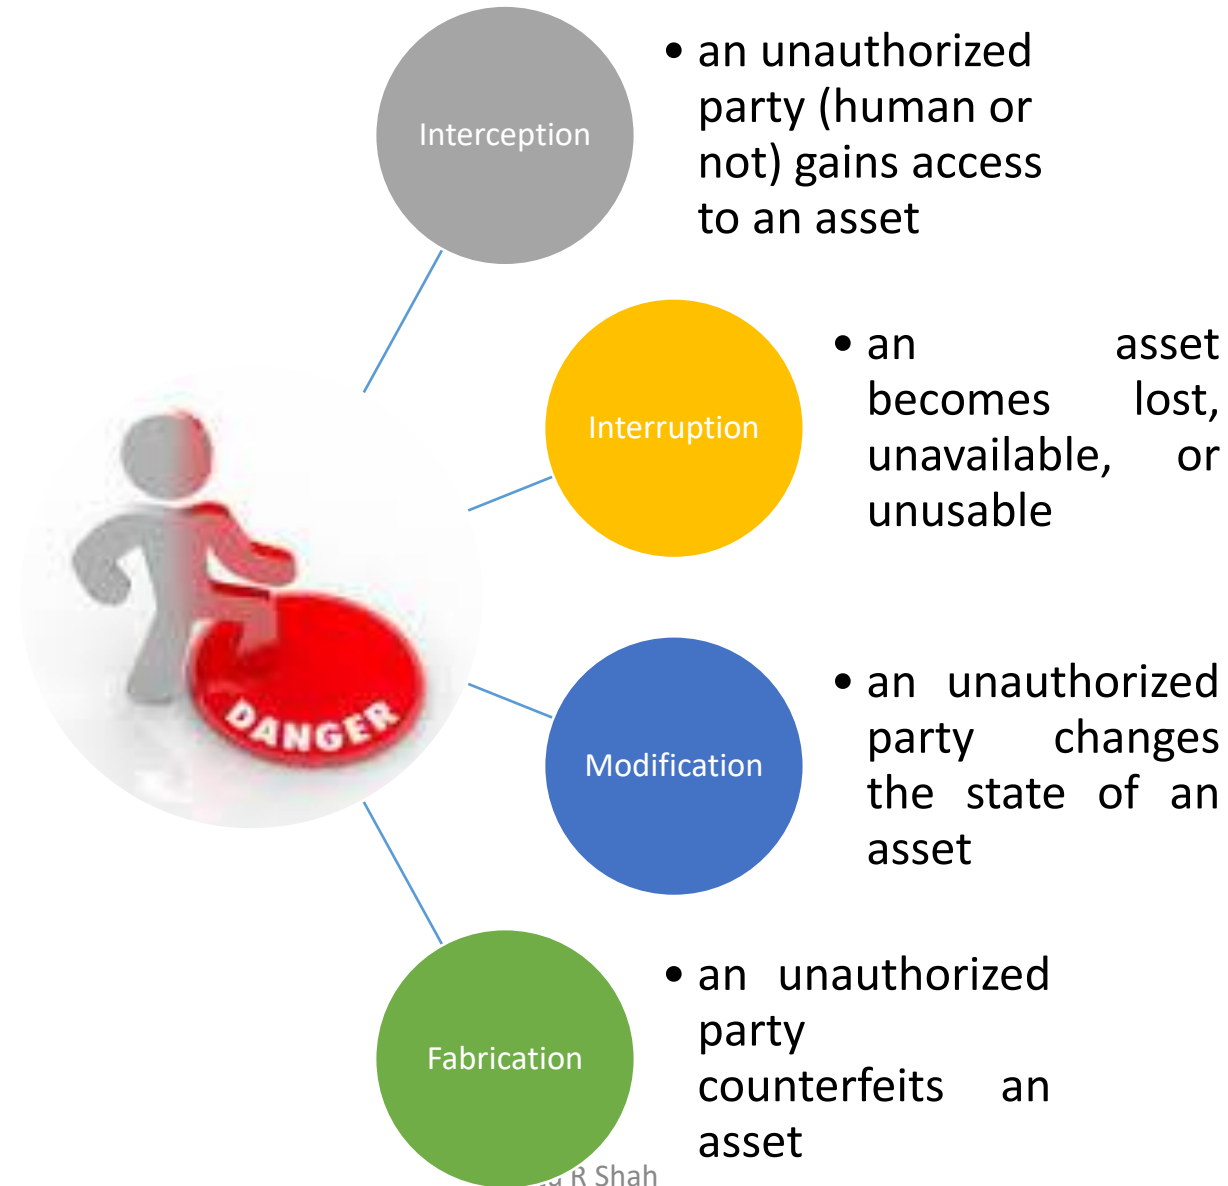 Interception
• an unauthorized
party (human or
not) gains access
to an asset
Interruption
• an asset
becomes lost,
unavailable, or
unusable
DANGER
Modification
• an unauthorized
party changes
the state of an
asset
Fabrication
• an unauthorized
party
counterfeits an
asset
R Shah